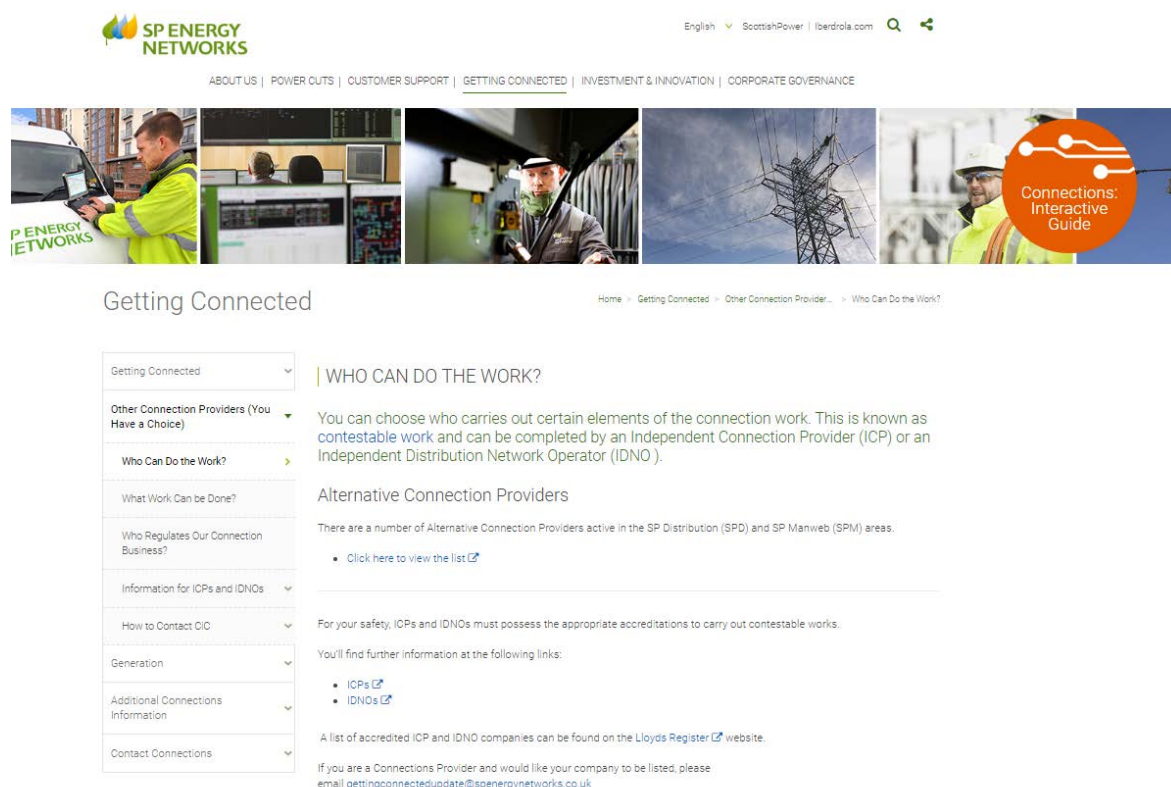 SP ENERGY
NETWORKS
English ScottishPower | Iberdrola.com
ABOUT US | POWER CUTS | CUSTOMER SUPPORT | GETTING CONNECTED | INVESTMENT & INNOVATION | CORPORATE GOVERNANCE
P ENERGY
ETWORKS
Connections:
Interactive
Guide
Getting Connected
Home > Getting Connected > Other Connection Provider... > Who Can Do the Work?
Getting Connected
Other Connection Providers (You
Have a Choice)
Who Can Do the Work?
What Work Can be Done?
Who Regulates Our Connection
Business?
Information for ICPs and IDNOs
How to Contact CiC
Generation
Additional Connections
Information
Contact Connections
WHO CAN DO THE WORK?
You can choose who carries out certain elements of the connection work. This is known as
contestable work and can be completed by an Independent Connection Provider (ICP) or an
Independent Distribution Network Operator (IDNO ).
Alternative Connection Providers
There are a number of Alternative Connection Providers active in the SP Distribution (SPD) and SP Manweb (SPM) areas.
• Click here to view the list
For your safety, ICPs and IDNOs must possess the appropriate accreditations to carry out contestable works.
You'll find further information at the following links:
• ICPs
• IDNOs
A list of accredited ICP and IDNO companies can be found on the Lloyds Register website.
If you are a Connections Provider and would like your company to be listed, please
email gettingconnectedupdate@spenergynetworks.co.uk